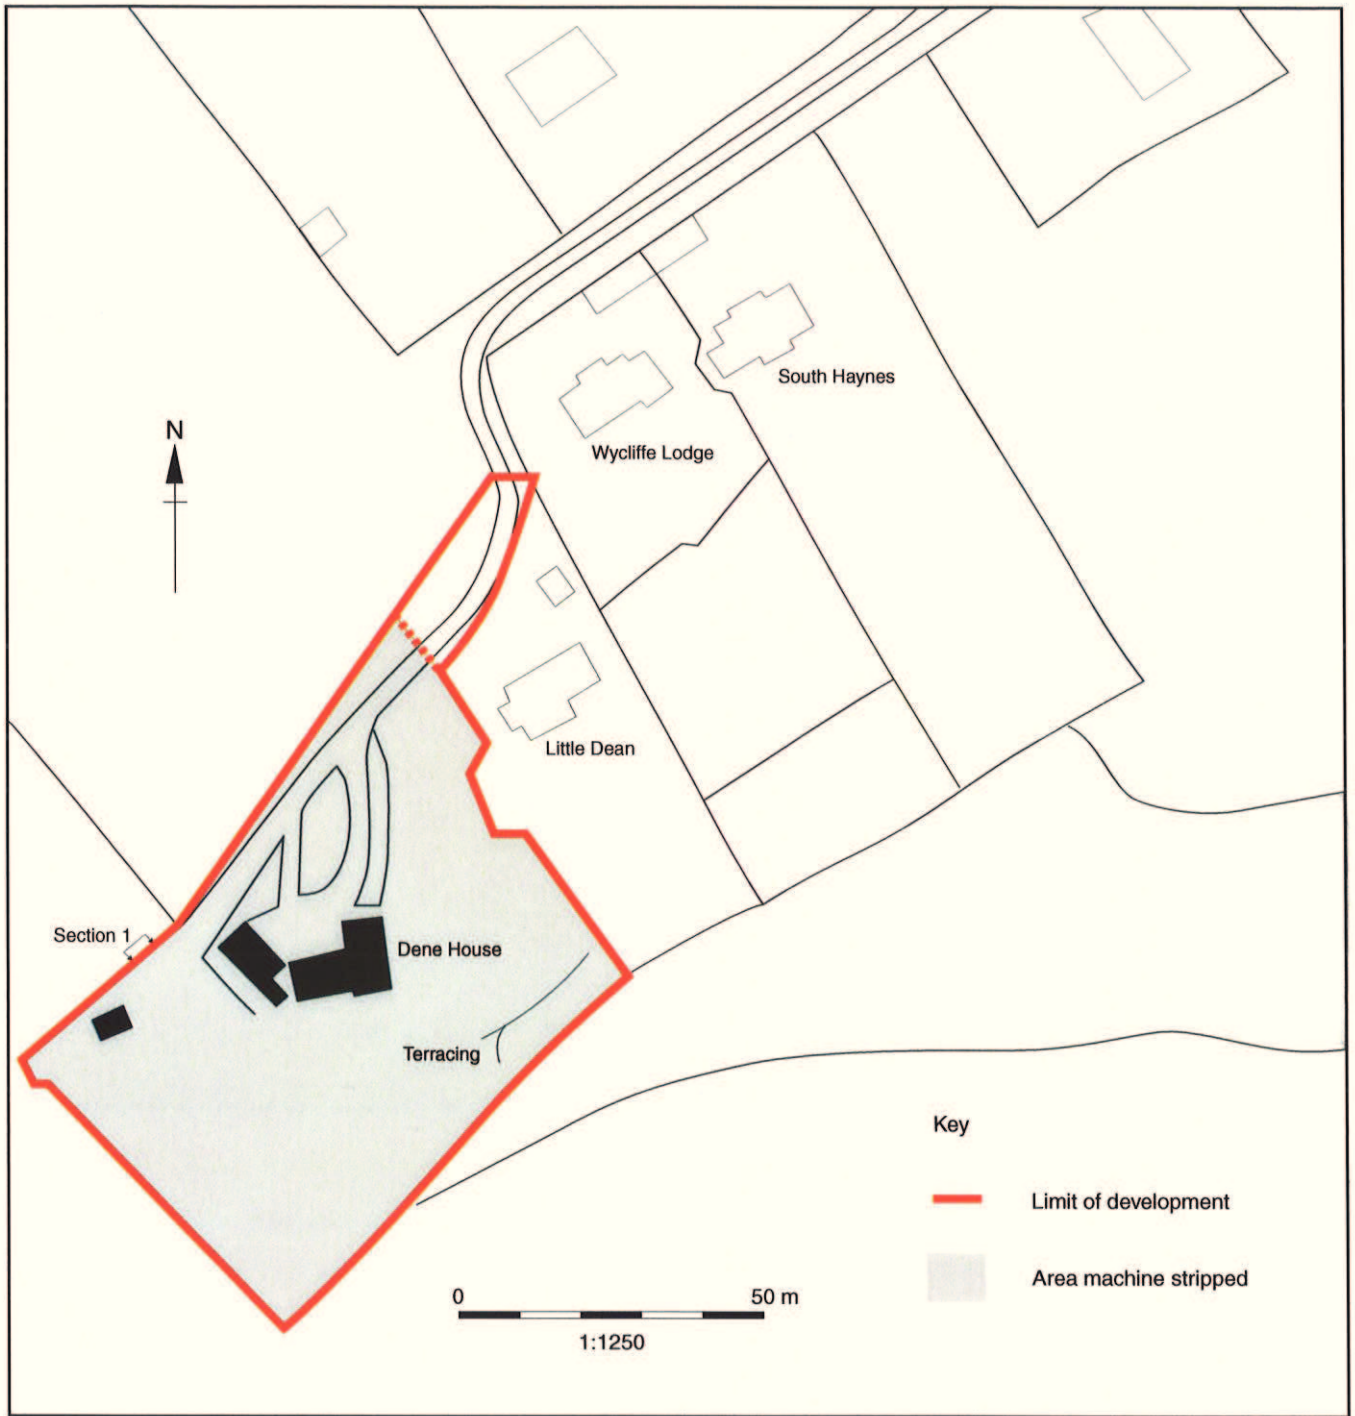 South Haynes
N
Wycliffe Lodge
Little Dean
Section 1
Dene House
Terracing
Key
Limit of development
Area machine stripped
0 50 m
1:1250